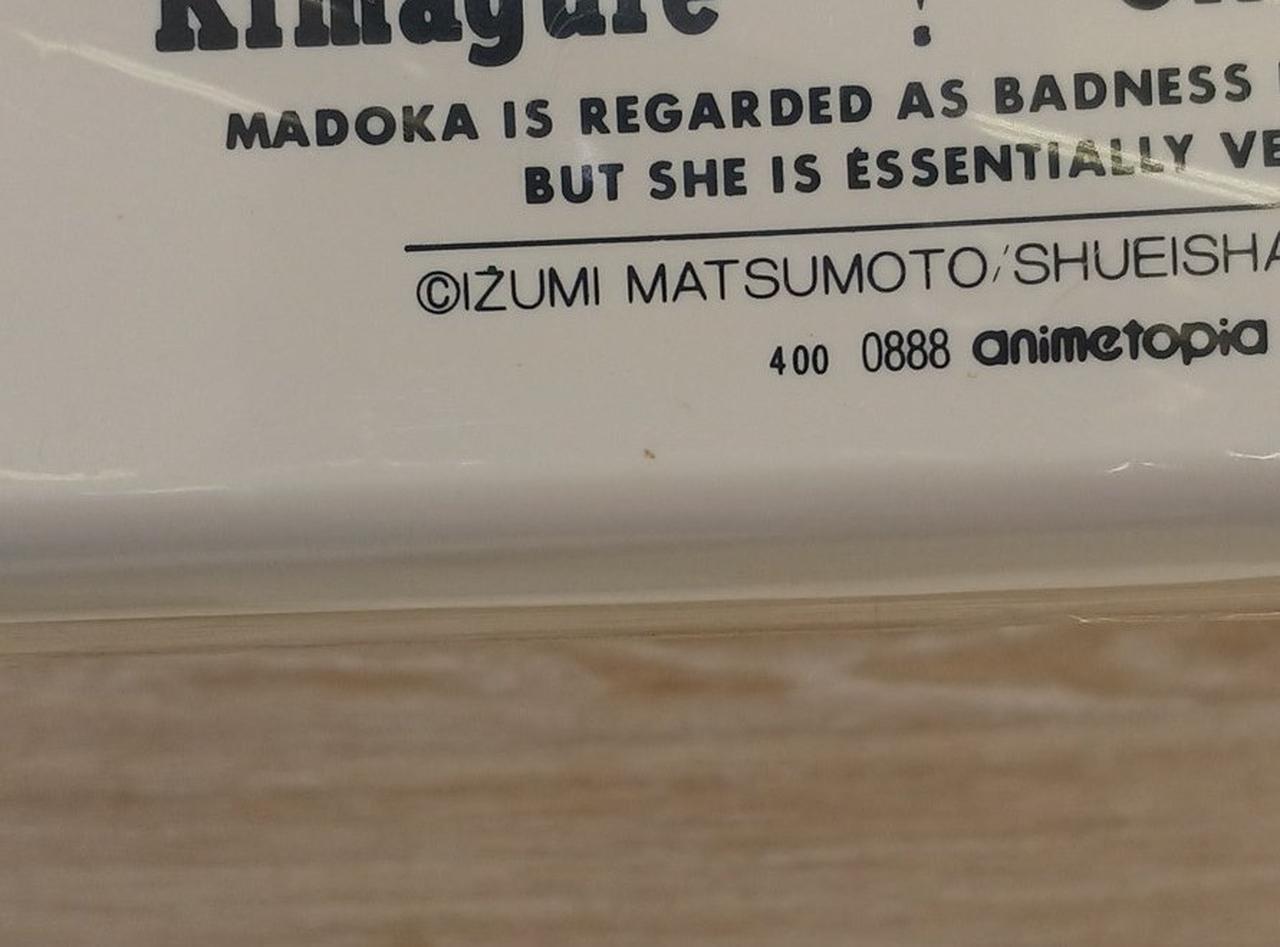 Kimagure
MADOKA IS REGARDED AS BADNESS
BUT SHE IS ESSENTIALLY
©IZUMI MATSUMOTO/SHUEISHA
400 0888 animetopia